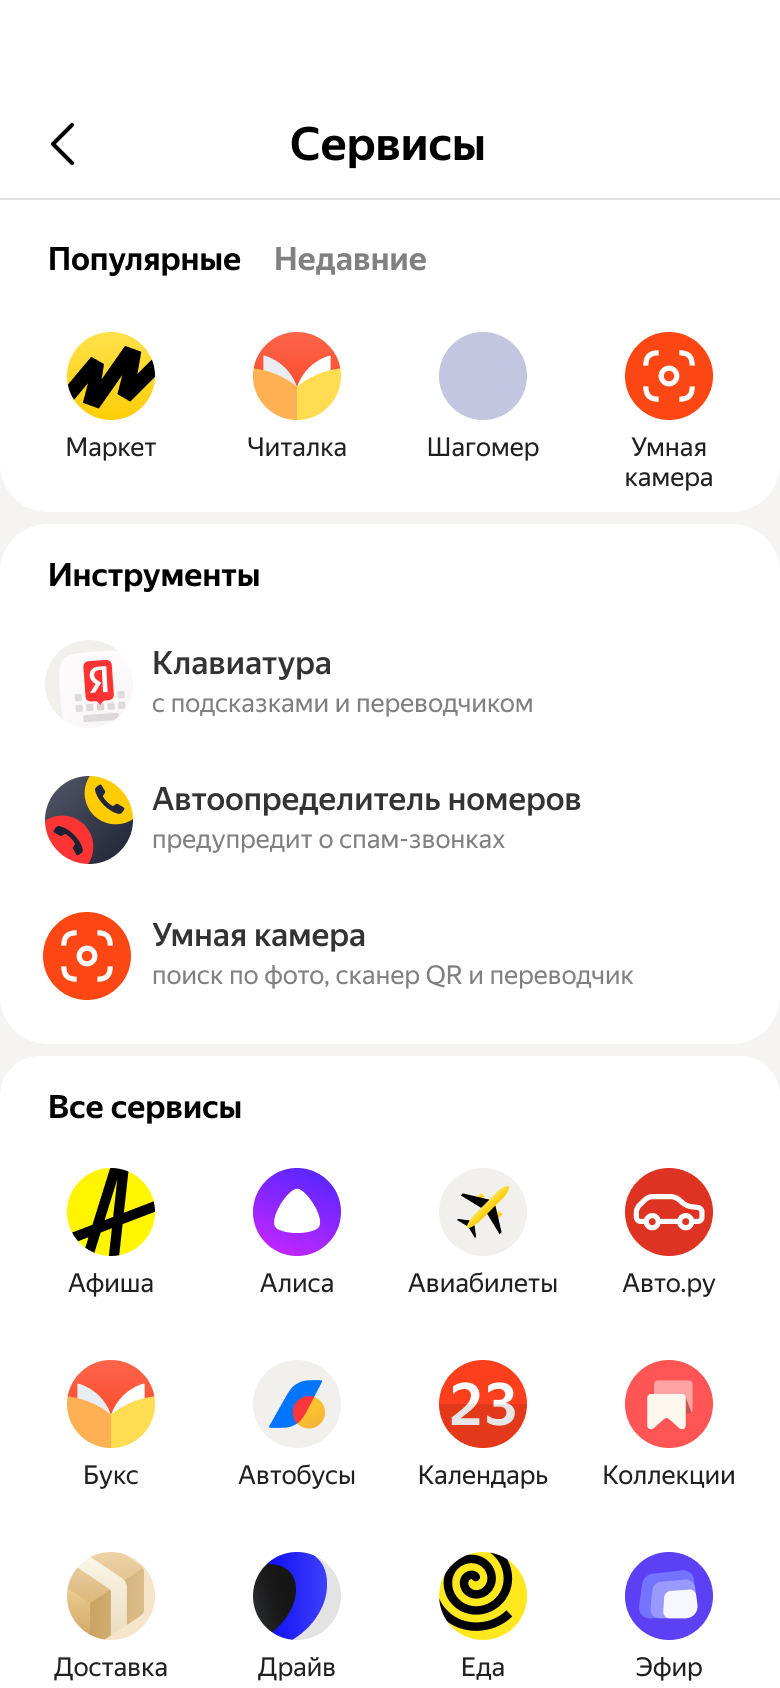 Сервисы
Популярные Недавние
Маркет Читалка Шагомер Умная
камера
Инструменты
Я
Клавиатура
с подсказками и переводчиком
Автоопределитель номеров
предупредит о спам-звонках
Умная камера
поиск по фото, сканер QR и переводчик
Все сервисы
Афиша Алиса Авиабилеты Авто.ру
23
Букс Автобусы Календарь Коллекции
Доставка Драйв Еда Эфир